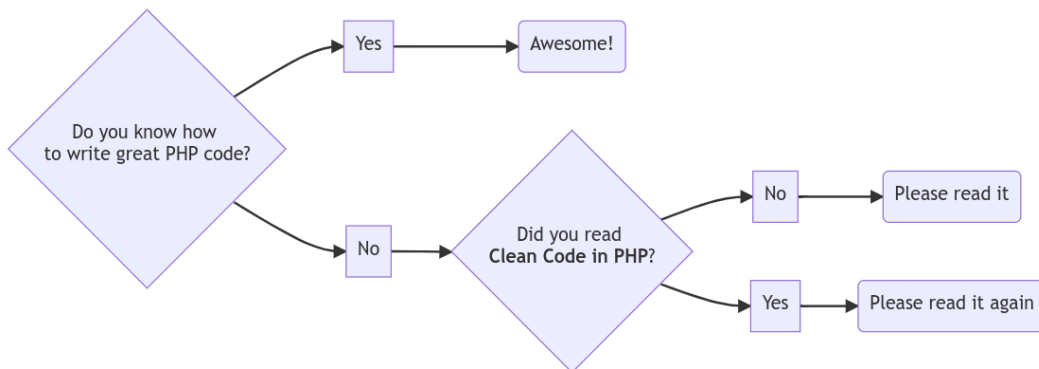 Do you know how
to write great PHP code?
Yes
Awesome!
No
Did you read
Clean Code in PHP?
No
Please read it
Yes
Please read it again